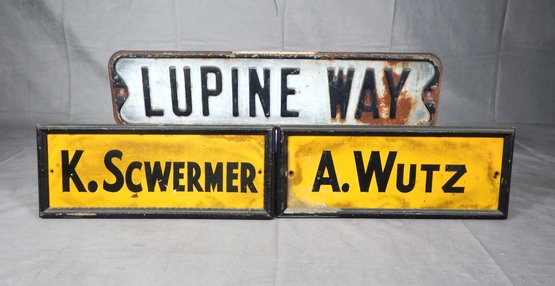 LUPINE WAY
K. SCWERMER
A. WUTZ